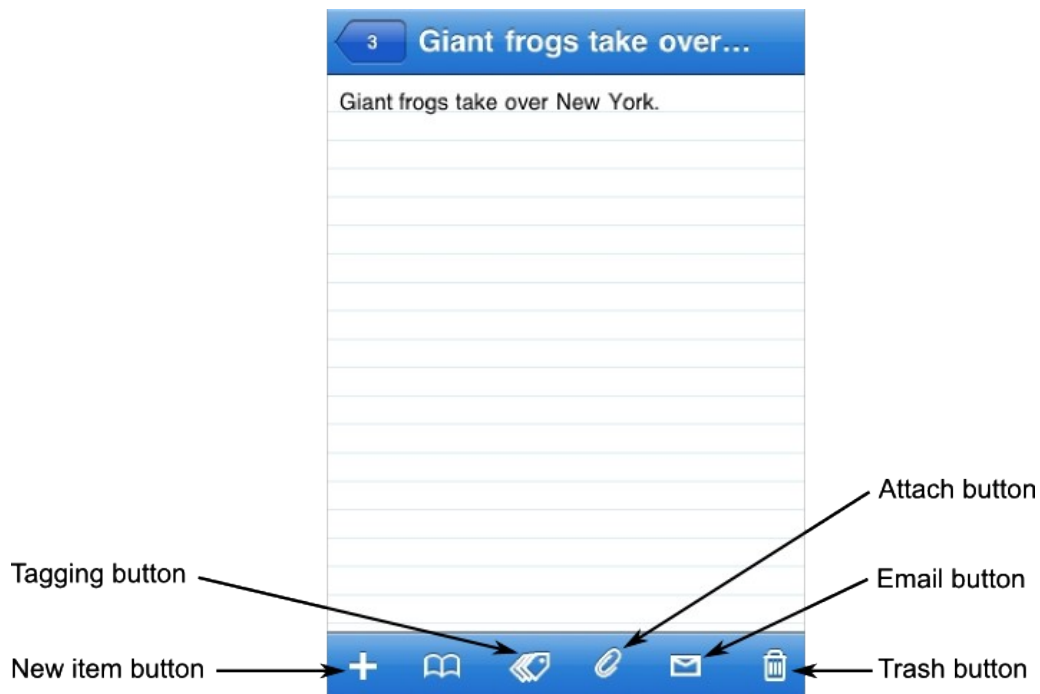 3 Giant frogs take over...
Giant frogs take over New York.
Attach button
Tagging button
Email button
New item button
Trash button